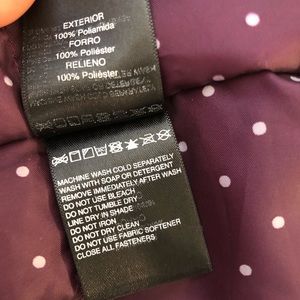 EXTERIOR
100% Poliamida
FORRO
100% Poliéster
RELIENO
100% Poliéster
MACHINE WASH COLD SEPARATELY
WASH WITH SOAP OR DETERGENT
REMOVE IMMEDIATELY AFTER WASH
DO NOT USE BLEACH
DO NOT TUMBLE DRY
LINE DRY IN SHADE
DO NOT IRON
DO NOT DRY CLEAN
DO NOT USE FABRIC SOFTENER
CLOSE ALL FASTENERS